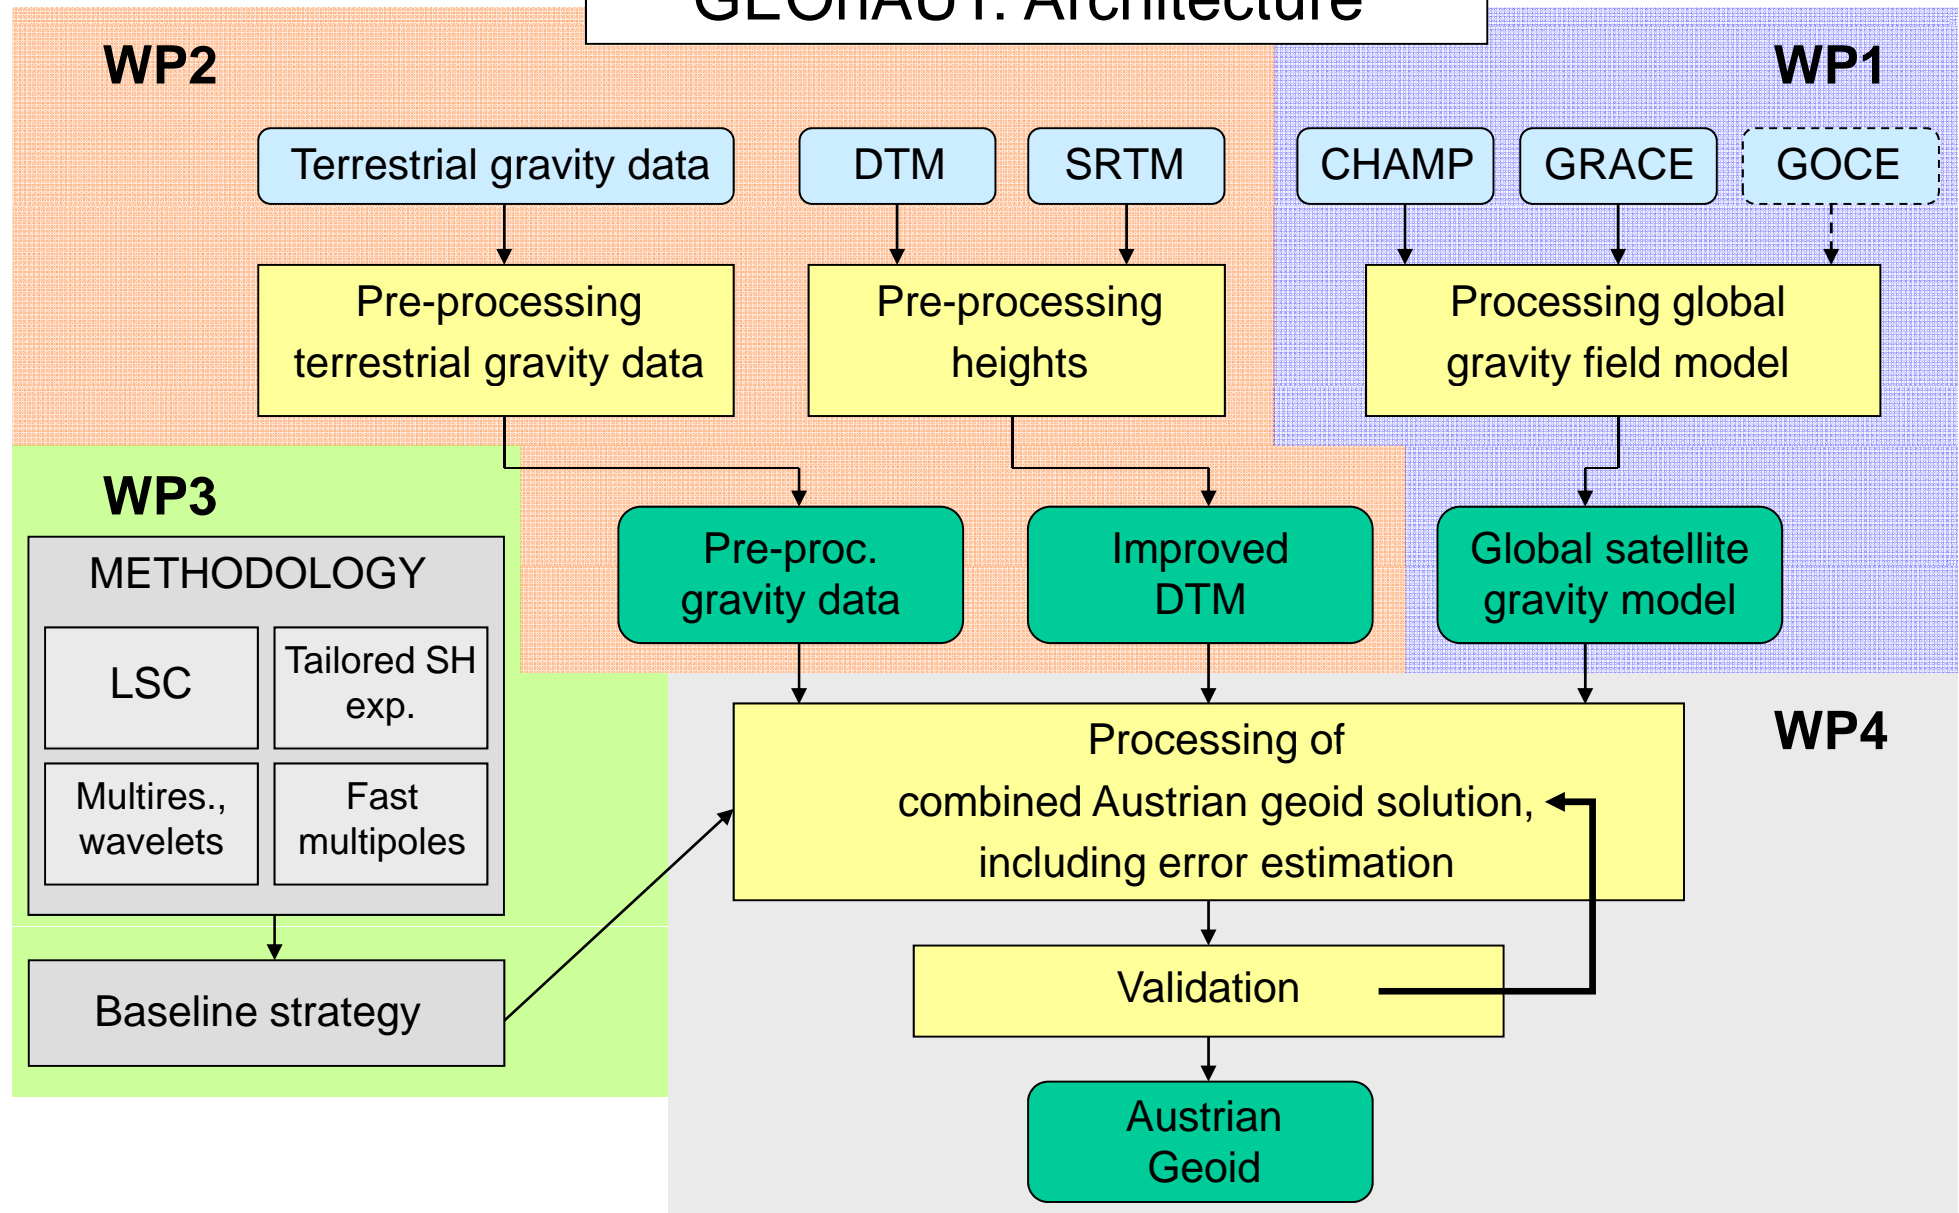 GEOnAUT: Architecture
WP2
WP1
Terrestrial gravity data
DTM
SRTM
CHAMP
GRACE
GOCE
Pre-processing
terrestrial gravity data
Pre-processing
heights
Processing global
gravity field model
WP3
METHODOLOGY
LSC
Tailored SH
exp.
Multires.,
wavelets
Fast
multipoles
Baseline strategy
Pre-proc.
gravity data
Improved
DTM
Global satellite
gravity model
WP4
Processing of
combined Austrian geoid solution,
including error estimation
Validation
Austrian
Geoid